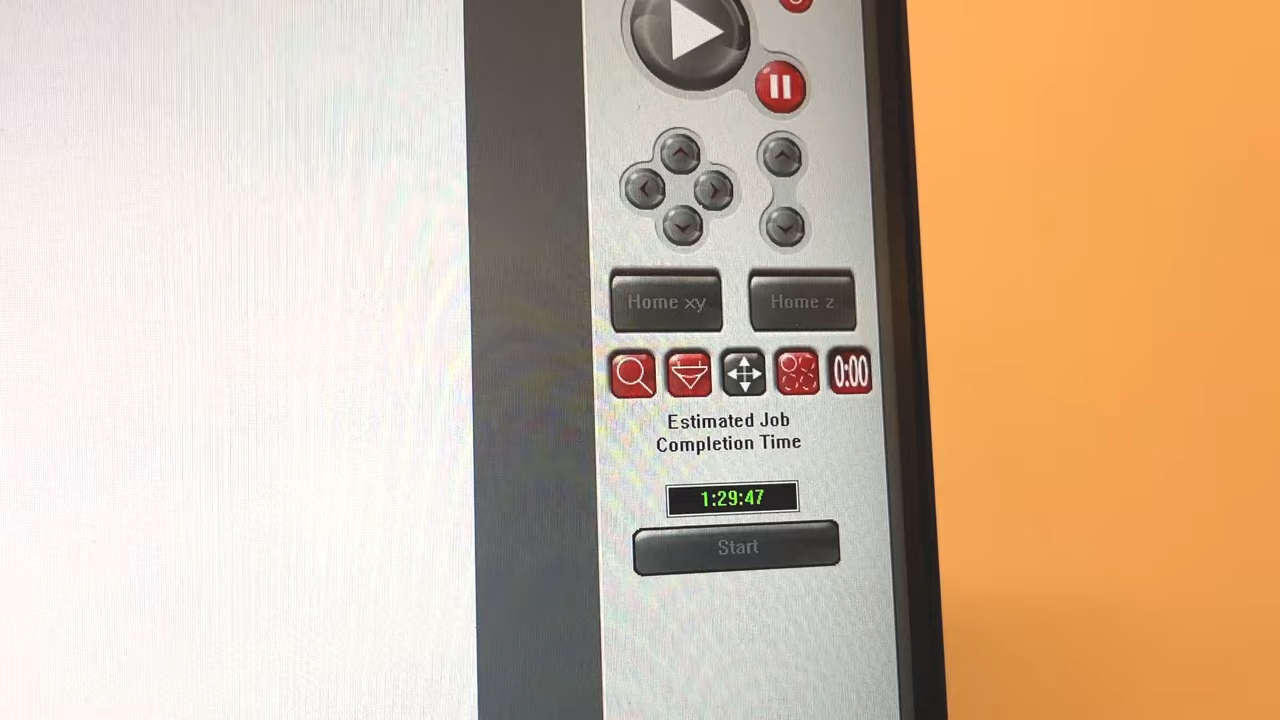 Home xy
Home z
0:00
Estimated Job
Completion Time
1:29:47
Start